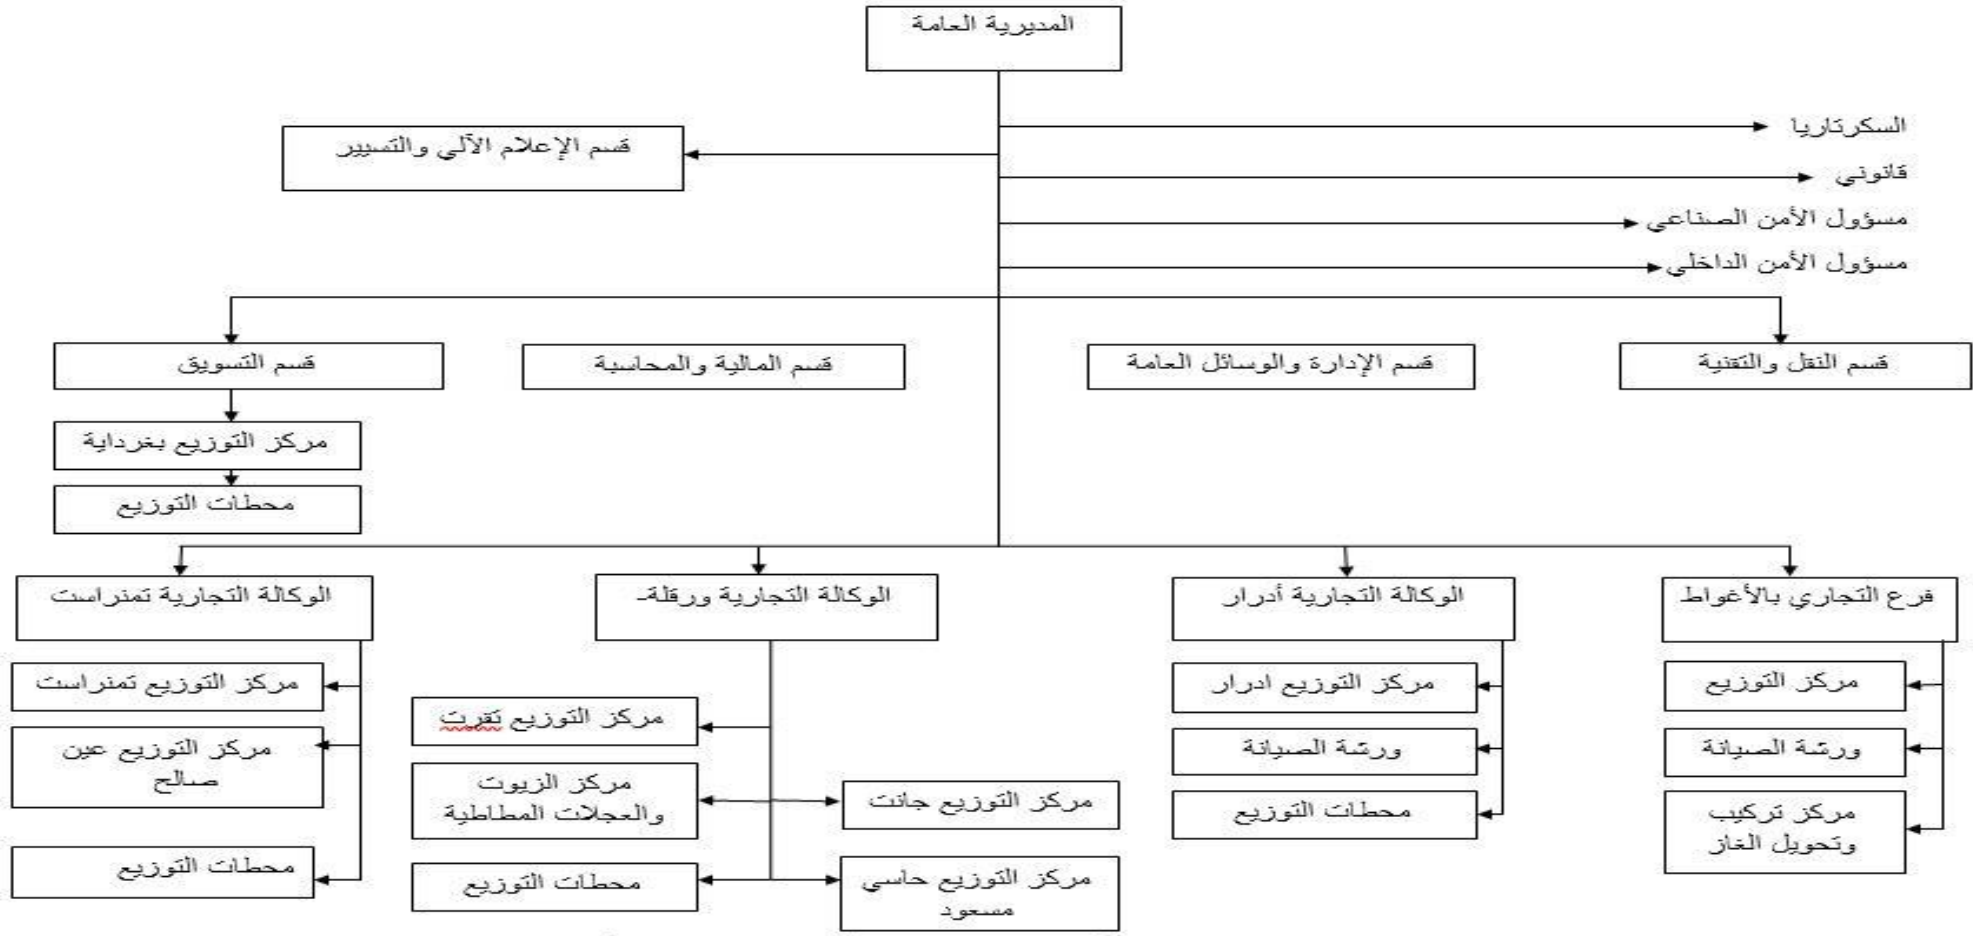 المديرية العامة
السكرتاريا
قسم الإعلام الآلي والتسيير
قانوني
مسؤول الأمن الصناعي
مسؤول الأمن الداخلي
قسم النقل والتقنية
قسم الإدارة والوسائل العامة
قسم المالية والمحاسبة
قسم التسويق
مركز التوزيع بغرداية
محطات التوزيع
فرع التجاري بالأغواط
الوكالة التجارية أدرار
الوكالة التجارية ورقلة-
الوكالة التجارية تمنراست
مركز التوزيع
ورشة الصيانة
مركز تركيب
وتحويل الغاز
مركز التوزيع ادرار
ورشة الصيانة
محطات التوزيع
مركز التوزيع جانت
مركز التوزيع حاسي
مسعود
مركز التوزيع تقرت
مركز الزيوت
والعجلات المطاطية
محطات التوزيع
مركز التوزيع تمنراست
مركز التوزيع عين
صالح
محطات التوزيع